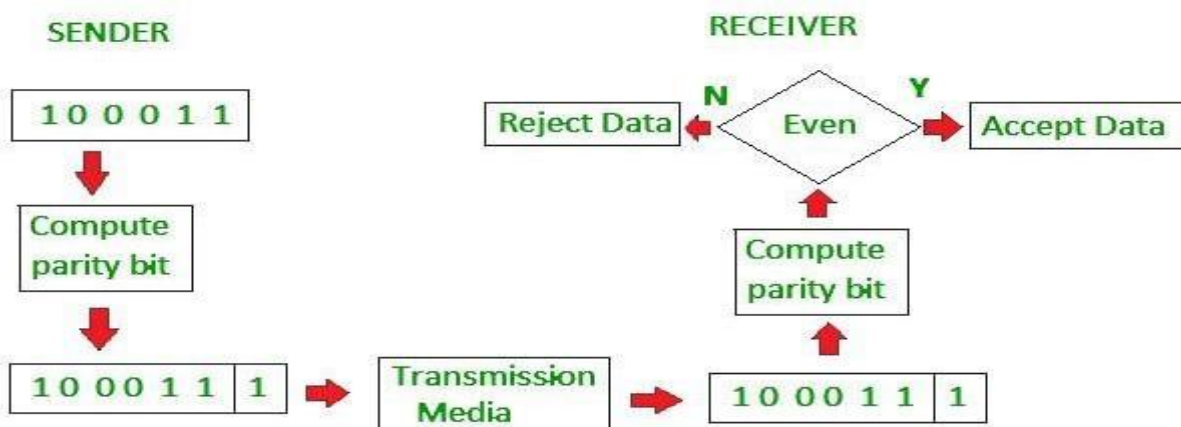 SENDER
1 0 0 0 1 1
Compute
parity bit
1 0 0 0 1 1 1
Transmission
Media
RECEIVER
N
Y
Reject Data
Even
Accept Data
Compute
parity bit
1 0 0 0 1 1 1